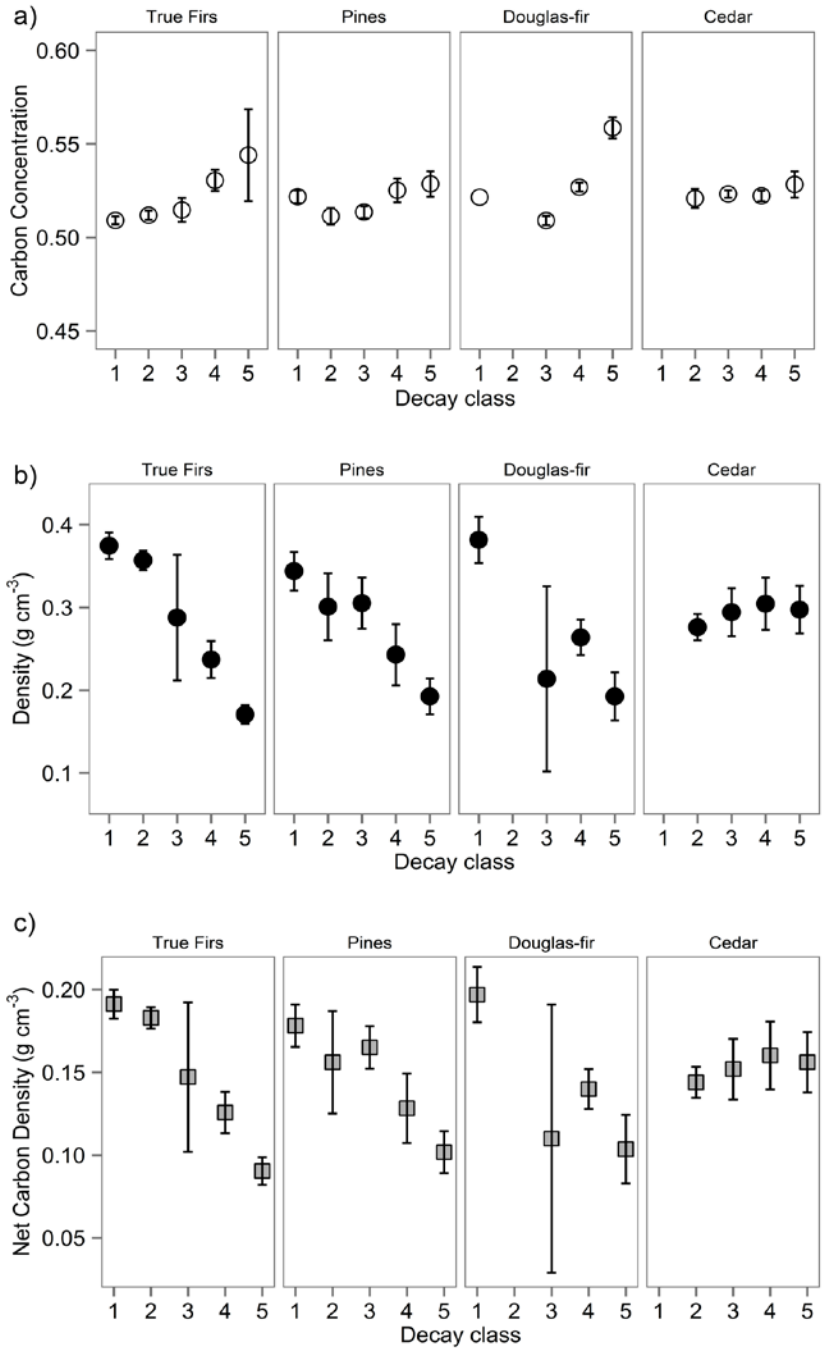 a)
True Firs Pines Douglas-fir Cedar
Carbon Concentration
0.60
0.55
0.50
0.45
1 2 3 4 5 1 2 3 4 5 1 2 3 4 5 1 2 3 4 5
Decay class
b)
True Firs Pines Douglas-fir Cedar
Density (g cm⁻³)
0.4
0.3
0.2
0.1
1 2 3 4 5 1 2 3 4 5 1 2 3 4 5 1 2 3 4 5
Decay class
c)
True Firs Pines Douglas-fir Cedar
Net Carbon Density (g cm⁻³)
0.20
0.15
0.10
0.05
1 2 3 4 5 1 2 3 4 5 1 2 3 4 5 1 2 3 4 5
Decay class